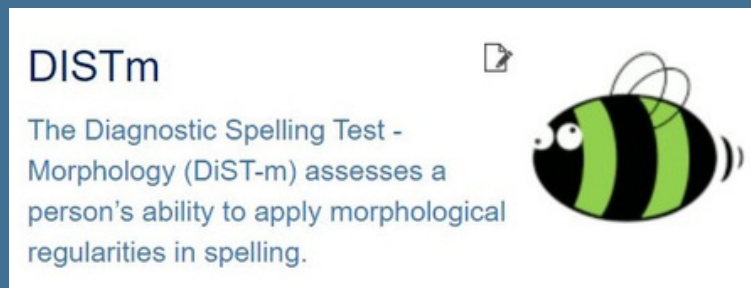 DISTm
The Diagnostic Spelling Test -
Morphology (DiST-m) assesses a
person's ability to apply morphological
regularities in spelling.